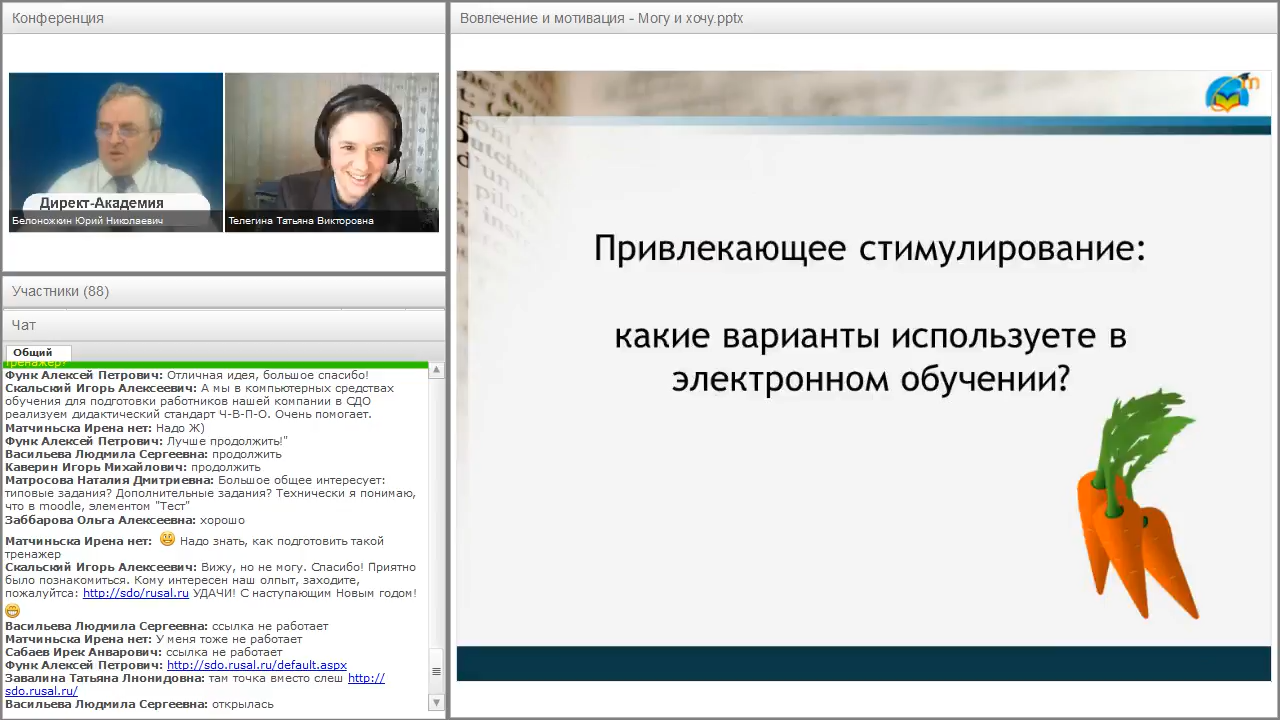 Конференция
Директ-Академия
Белоножкин Юрий Николаевич
Телегина Татьяна Викторовна
Участники (88)
Чат
Общий
тренажер?
Функ Алексей Петрович: Отличная идея, большое спасибо!
Скальский Игорь Алексеевич: А мы в компьютерных средствах
обучения для подготовки работников нашей компании в СДО
реализуем дидактический стандарт Ч-В-П-О. Очень помогает.
Матчиньска Ирена нет: Надо Ж)
Функ Алексей Петрович: Лучше продолжить!"
Васильева Людмила Сергеевна: продолжить
Каверин Игорь Михайлович: продолжить
Матросова Наталия Дмитриевна: Большое общее интересует:
типовые задания? Дополнительные задания? Технически я понимаю,
что в moodle, элементом "Тест"
Заббарова Ольга Алексеевна: хорошо
Матчиньска Ирена нет: Надо знать, как подготовить такой
тренажер
Скальский Игорь Алексеевич: Вижу, но не могу. Спасибо! Приятно
было познакомиться. Кому интересен наш олпыт, заходите,
пожалуйтса: http://sdo/rusal.ru УДАЧИ! С наступающим Новым годом!
Васильева Людмила Сергеевна: ссылка не работает
Матчиньска Ирена нет: У меня тоже не работает
Сабаев Ирек Анварович: ссылка не работает
Функ Алексей Петрович: http://sdo.rusal.ru/default.aspx
Завалина Татьяна Лнонидовна: там точка вместо слеш http://
sdo.rusal.ru/
Васильева Людмила Сергеевна: открылась
Вовлечение и мотивация - Могу и хочу.pptx
Привлекающее стимулирование:
какие варианты используете в
электронном обучении?